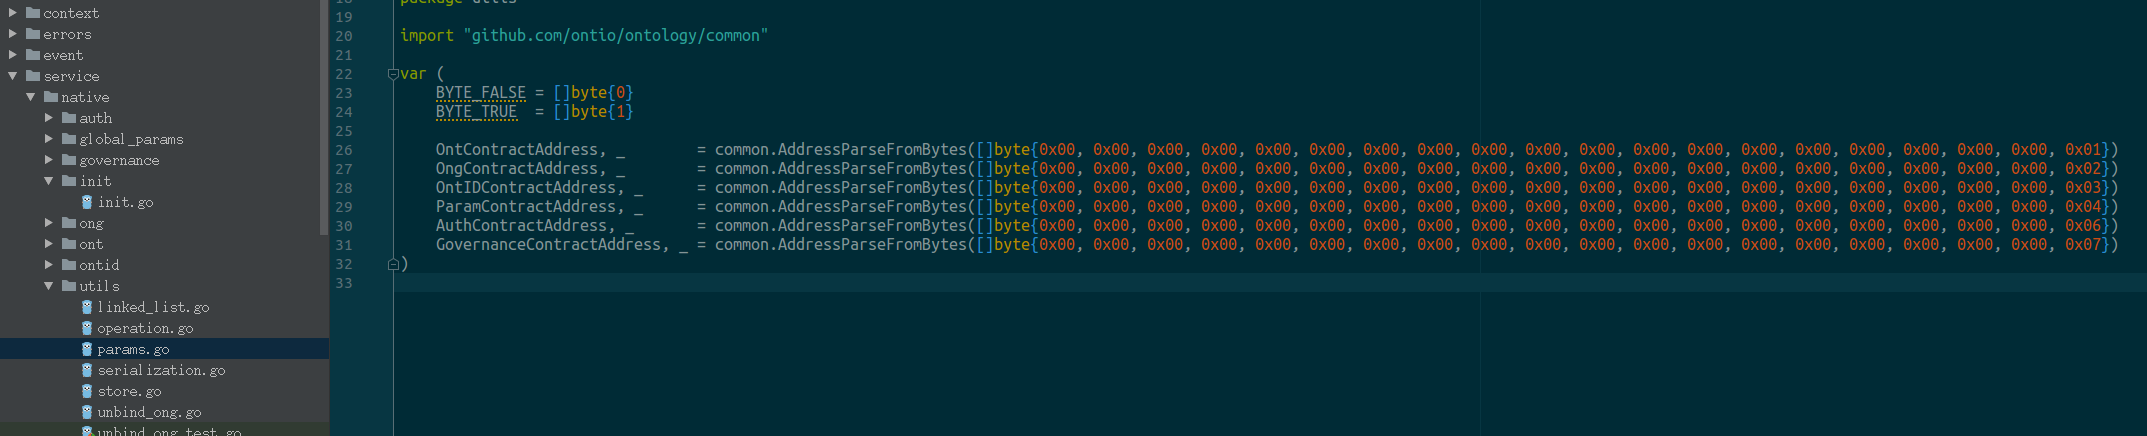 context
errors
event
service
native
auth
global_params
governance
init
init.go
ong
ont
ontid
utils
linked_list.go
operation.go
params.go
serialization.go
store.go
unbind_ong.go
unbind_ong_test.go
18 package utils
19
20 import "github.com/ontio/ontology/common"
21
22 var (
23 BYTE_FALSE = []byte{0}
24 BYTE_TRUE = []byte{1}
25
26 OntContractAddress, _ = common.AddressParseFromBytes([]byte{0x00, 0x00, 0x00, 0x00, 0x00, 0x00, 0x00, 0x00, 0x00, 0x00, 0x00, 0x00, 0x00, 0x00, 0x00, 0x00, 0x00, 0x00, 0x00, 0x01})
27 OngContractAddress, _ = common.AddressParseFromBytes([]byte{0x00, 0x00, 0x00, 0x00, 0x00, 0x00, 0x00, 0x00, 0x00, 0x00, 0x00, 0x00, 0x00, 0x00, 0x00, 0x00, 0x00, 0x00, 0x00, 0x02})
28 OntIDContractAddress, _ = common.AddressParseFromBytes([]byte{0x00, 0x00, 0x00, 0x00, 0x00, 0x00, 0x00, 0x00, 0x00, 0x00, 0x00, 0x00, 0x00, 0x00, 0x00, 0x00, 0x00, 0x00, 0x00, 0x03})
29 ParamContractAddress, _ = common.AddressParseFromBytes([]byte{0x00, 0x00, 0x00, 0x00, 0x00, 0x00, 0x00, 0x00, 0x00, 0x00, 0x00, 0x00, 0x00, 0x00, 0x00, 0x00, 0x00, 0x00, 0x00, 0x04})
30 AuthContractAddress, _ = common.AddressParseFromBytes([]byte{0x00, 0x00, 0x00, 0x00, 0x00, 0x00, 0x00, 0x00, 0x00, 0x00, 0x00, 0x00, 0x00, 0x00, 0x00, 0x00, 0x00, 0x00, 0x00, 0x06})
31 GovernanceContractAddress, _ = common.AddressParseFromBytes([]byte{0x00, 0x00, 0x00, 0x00, 0x00, 0x00, 0x00, 0x00, 0x00, 0x00, 0x00, 0x00, 0x00, 0x00, 0x00, 0x00, 0x00, 0x00, 0x00, 0x07})
32 )
33